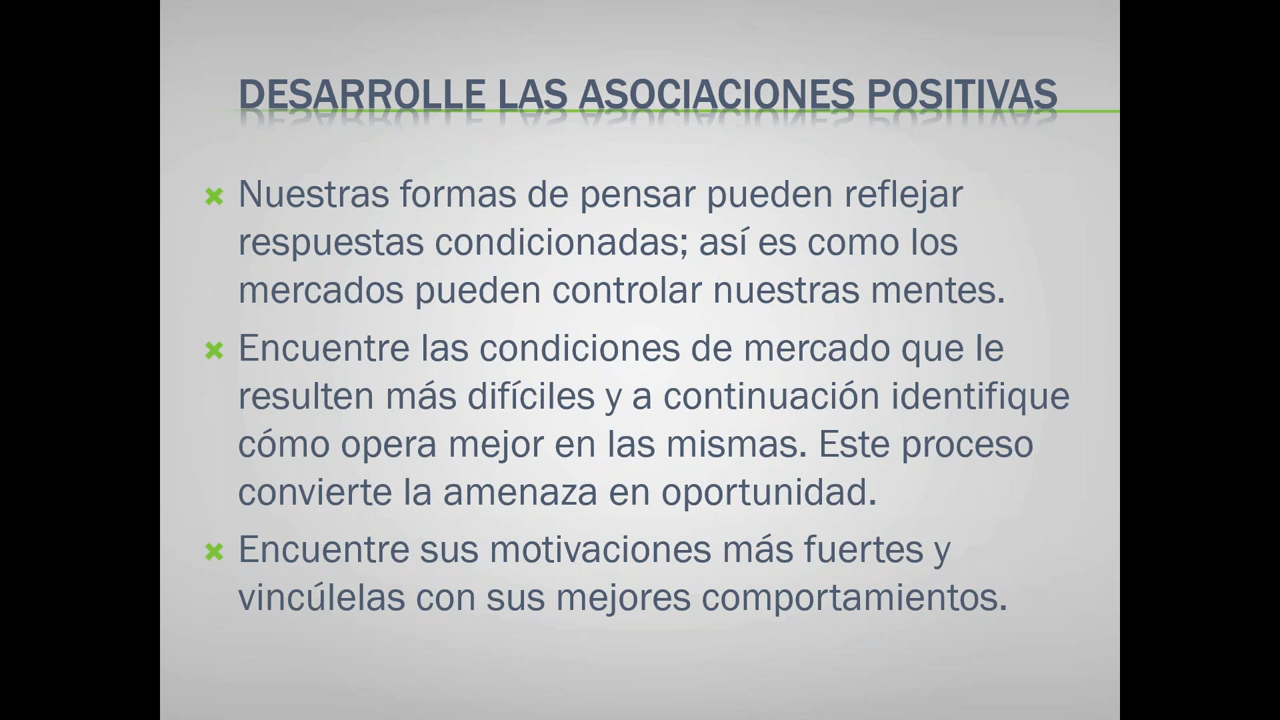 DESARROLLE LAS ASOCIACIONES POSITIVAS
Nuestras formas de pensar pueden reflejar
respuestas condicionadas; así es como los
mercados pueden controlar nuestras mentes.
Encuentre las condiciones de mercado que le
resulten más difíciles y a continuación identifique
cómo opera mejor en las mismas. Este proceso
convierte la amenaza en oportunidad.
Encuentre sus motivaciones más fuertes y
vincúlelas con sus mejores comportamientos.